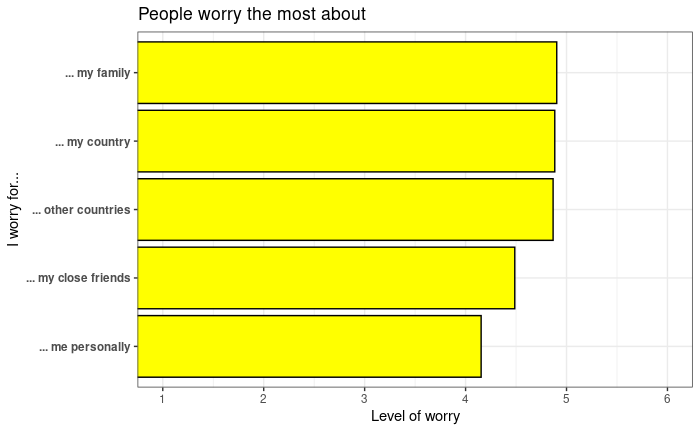 People worry the most about
I worry for...
... my family
... my country
... other countries
... my close friends
... me personally
1 2 3 4 5 6
Level of worry